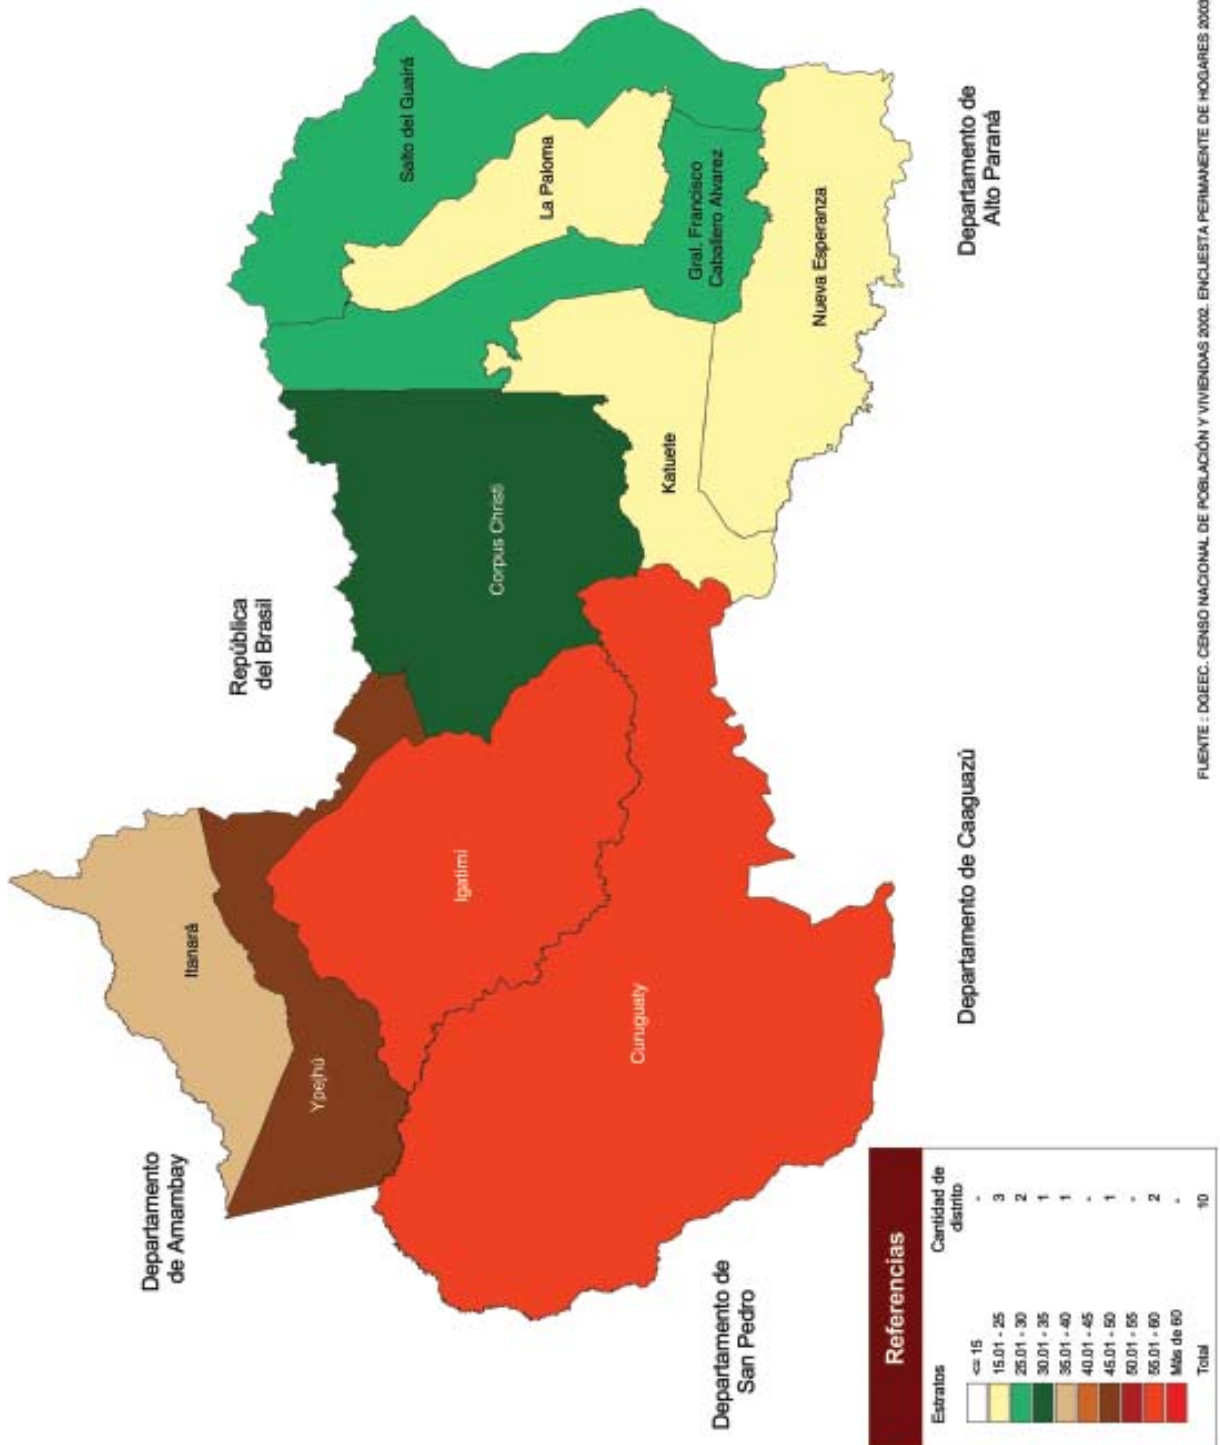 Departamento
de Amambay
República
del Brasil
Itanará
Ypejhú
Igatimí
Curuguaty
Corpus Christi
Salto del Guairá
La Paloma
Gral. Francisco
Caballero Alvarez
Katuete
Nueva Esperanza
Departamento de
San Pedro
Departamento de Caaguazú
Departamento de
Alto Paraná
Referencias
Estratos Cantidad de
distrito
<= 15 -
15.01 - 25 3
25.01 - 30 2
30.01 - 35 1
35.01 - 40 1
40.01 - 45 -
45.01 - 50 1
50.01 - 55 -
55.01 - 60 2
Más de 60 -
Total 10
FUENTE : DGEEC. CENSO NACIONAL DE POBLACIÓN Y VIVIENDAS 2002. ENCUESTA PERMANENTE DE HOGARES 2003